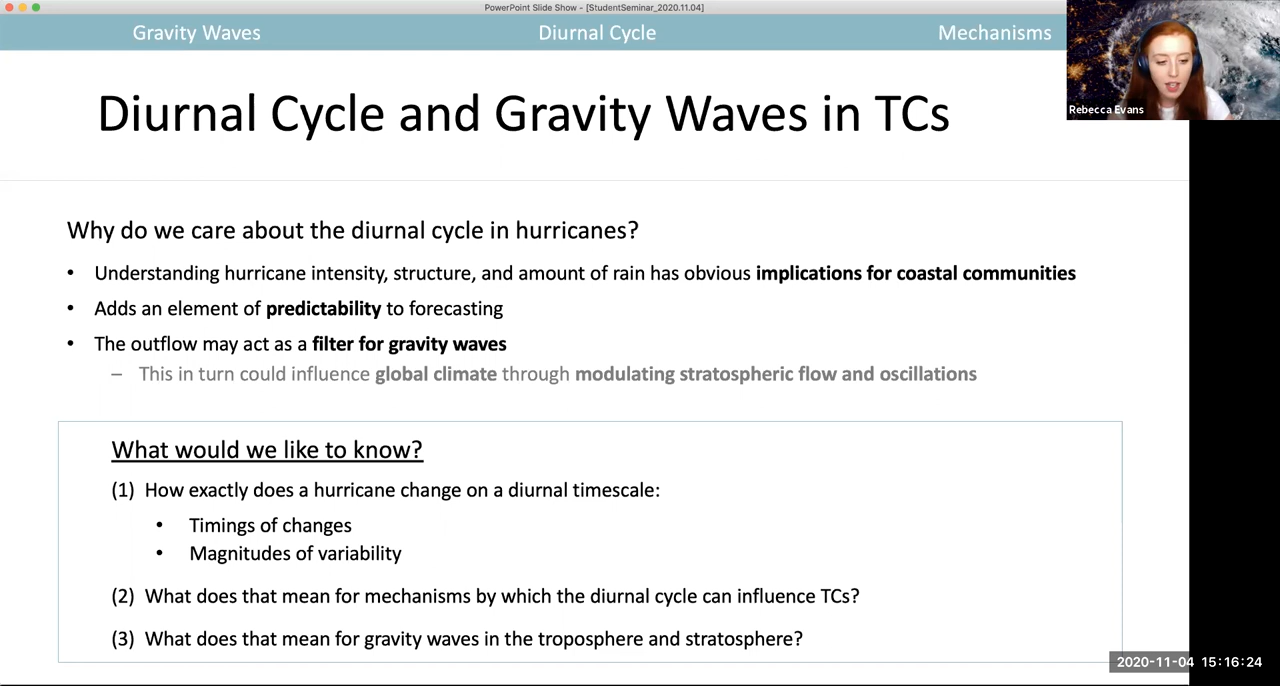 PowerPoint Slide Show - [StudentSeminar_2020.11.04]
Gravity Waves Diurnal Cycle Mechanisms
Rebecca Evans
Diurnal Cycle and Gravity Waves in TCs
Why do we care about the diurnal cycle in hurricanes?
• Understanding hurricane intensity, structure, and amount of rain has obvious implications for coastal communities
• Adds an element of predictability to forecasting
• The outflow may act as a filter for gravity waves
– This in turn could influence global climate through modulating stratospheric flow and oscillations
What would we like to know?
(1) How exactly does a hurricane change on a diurnal timescale:
• Timings of changes
• Magnitudes of variability
(2) What does that mean for mechanisms by which the diurnal cycle can influence TCs?
(3) What does that mean for gravity waves in the troposphere and stratosphere?
2020-11-04 15:16:24